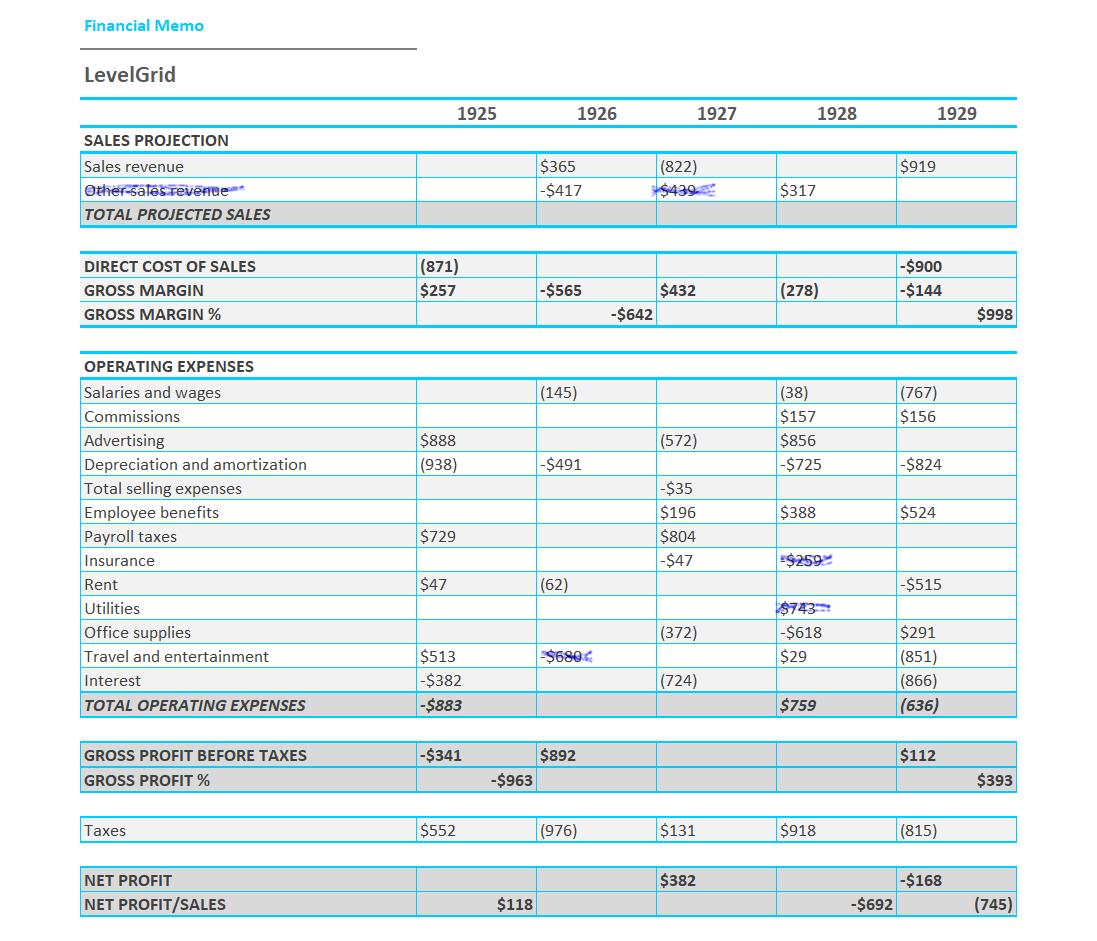 Financial Memo
LevelGrid
1925 1926 1927 1928 1929
SALES PROJECTION
Sales revenue $365 (822) $919
Other sales revenue -$417 $439 $317
TOTAL PROJECTED SALES
DIRECT COST OF SALES (871) -$900
GROSS MARGIN $257 -$565 $432 (278) -$144
GROSS MARGIN % -$642 $998
OPERATING EXPENSES
Salaries and wages (145) (38) (767)
Commissions $157 $156
Advertising $888 (572) $856
Depreciation and amortization (938) -$491 -$725 -$824
Total selling expenses -$35
Employee benefits $196 $388 $524
Payroll taxes $729 $804
Insurance -$47 -$259
Rent $47 (62) -$515
Utilities $743
Office supplies (372) -$618 $291
Travel and entertainment $513 -$680 $29 (851)
Interest -$382 (724) (866)
TOTAL OPERATING EXPENSES -$883 $759 (636)
GROSS PROFIT BEFORE TAXES -$341 $892 $112
GROSS PROFIT % -$963 $393
Taxes $552 (976) $131 $918 (815)
NET PROFIT $382 -$168
NET PROFIT/SALES $118 -$692 (745)